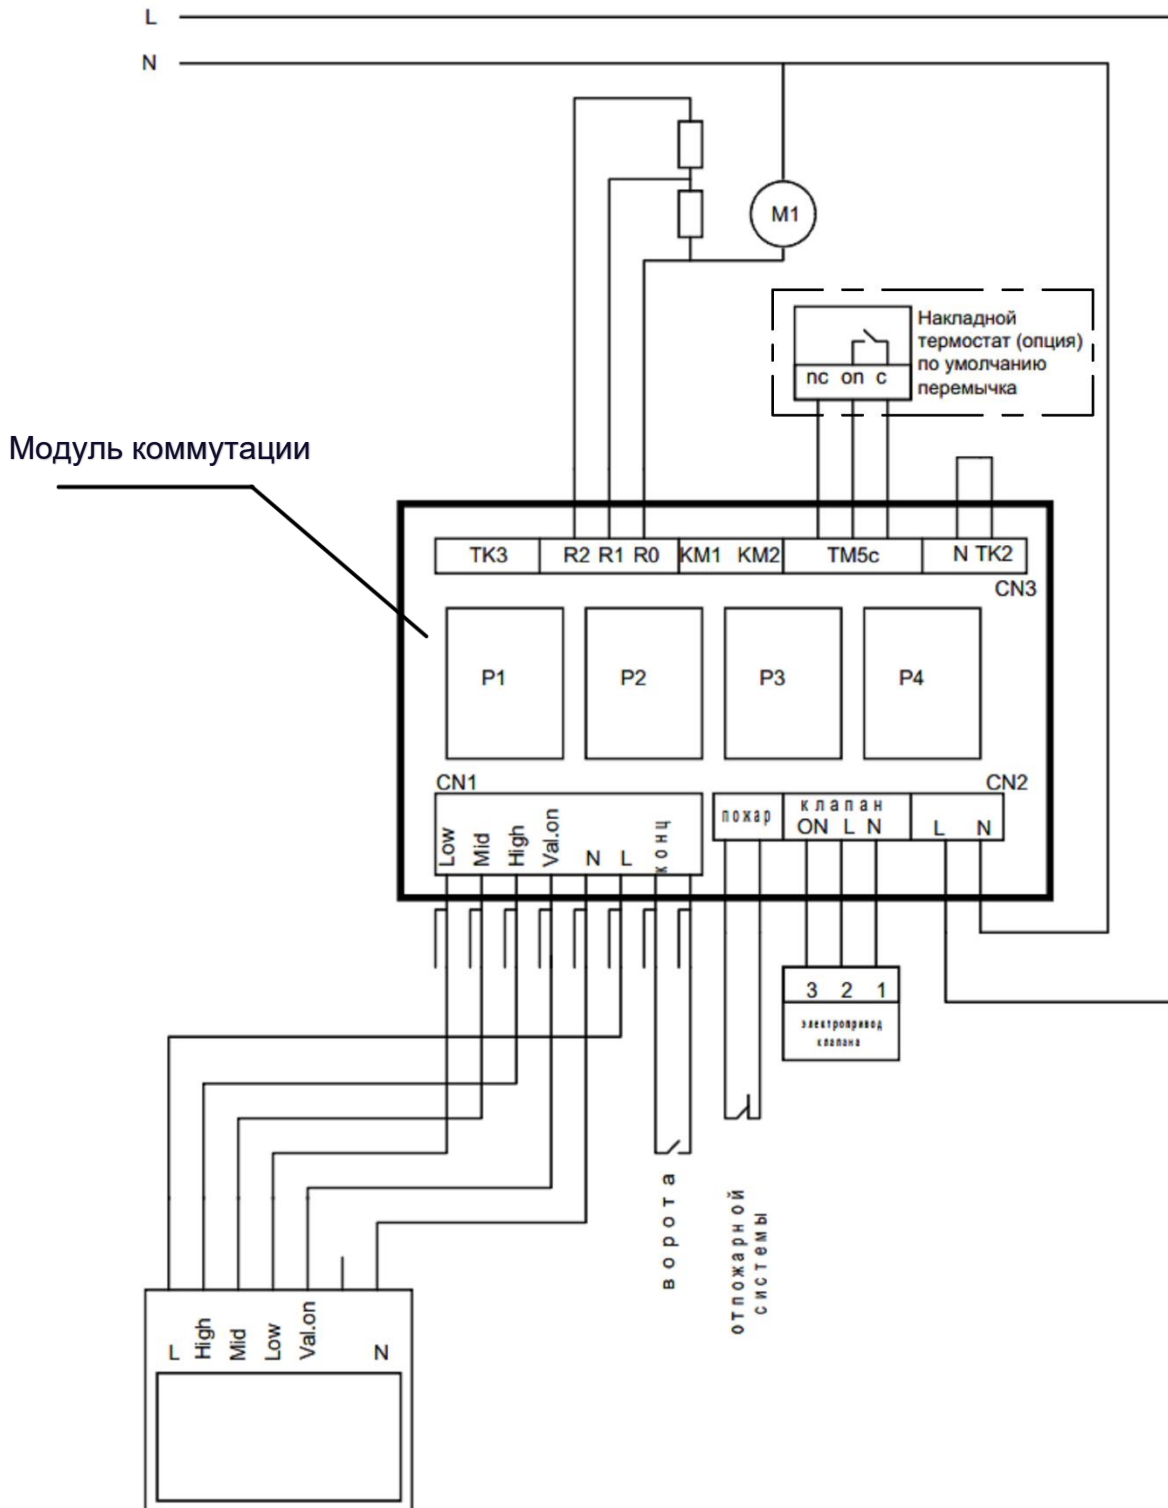 L
N
M1
Накладной
термостат (опция)
по умолчанию
перемычка
nc on c
Модуль коммутации
TK3 R2 R1 R0 KM1 KM2 TM5c N TK2
CN3
P1 P2 P3 P4
CN1 CN2
Low Mid High Val.on N L конц
пожар
клапан
ON L N
L N
3 2 1
электропривод
клапана
ворота
отпожарной
системы
L High Mid Low Val.on N